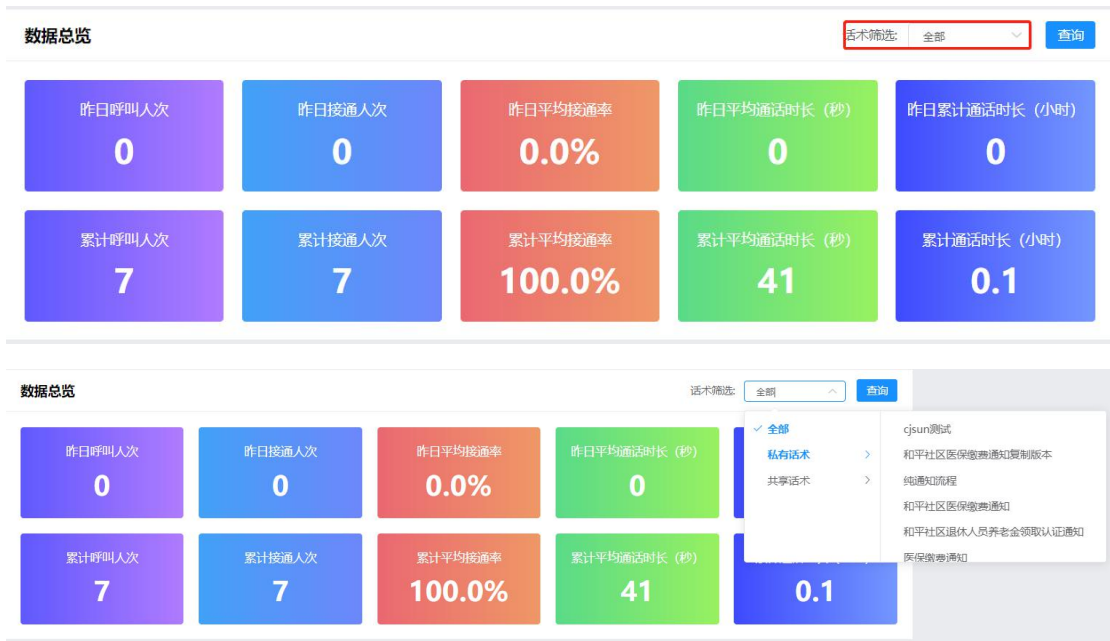 数据总览
话术筛选: 全部 查询
昨日呼叫人次 昨日接通人次 昨日平均接通率 昨日平均通话时长（秒） 昨日累计通话时长（小时）
0 0 0.0% 0 0
累计呼叫人次 累计接通人次 累计平均接通率 累计平均通话时长（秒） 累计通话时长（小时）
7 7 100.0% 41 0.1
数据总览
话术筛选: 全部 查询
昨日呼叫人次 昨日接通人次 昨日平均接通率 昨日平均通话时长（秒）
0 0 0.0% 0
全部
私有话术
共享话术
cjsun测试
和平社区医保缴费通知复制版本
纯通知流程
和平社区医保缴费通知
和平社区退休人员养老金领取认证通知
医保缴费通知
累计呼叫人次 累计接通人次 累计平均接通率 累计平均通话时长（秒）
7 7 100.0% 41 0.1